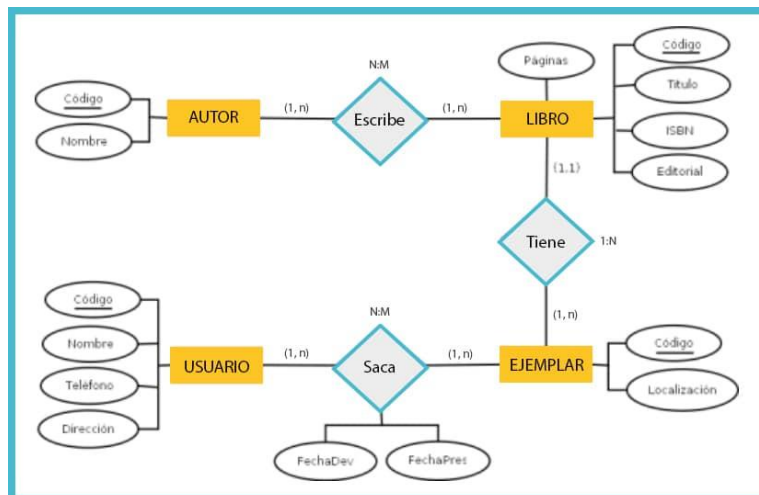 N:M
Páginas
Código
Código
Titulo
AUTOR
(1, n)
Escribe
(1, n)
LIBRO
ISBN
Nombre
Editorial
(1,1)
Tiene
1:N
Código
N:M
(1, n)
Nombre
(1, n)
(1, n)
Código
USUARIO
Saca
EJEMPLAR
Teléfono
Localización
Dirección
FechaDev
FechaPres